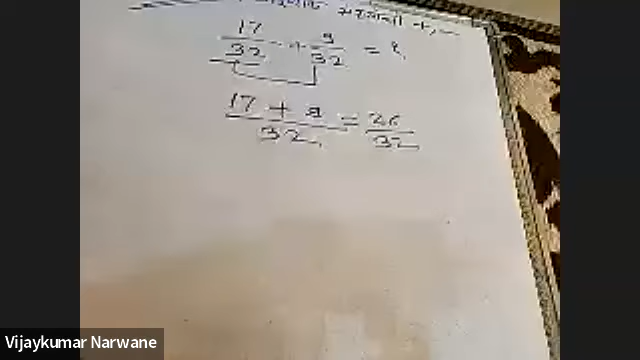 17/32 + 9/32 = ?
17 + 9/32 = 26/32
Vijaykumar Narwane